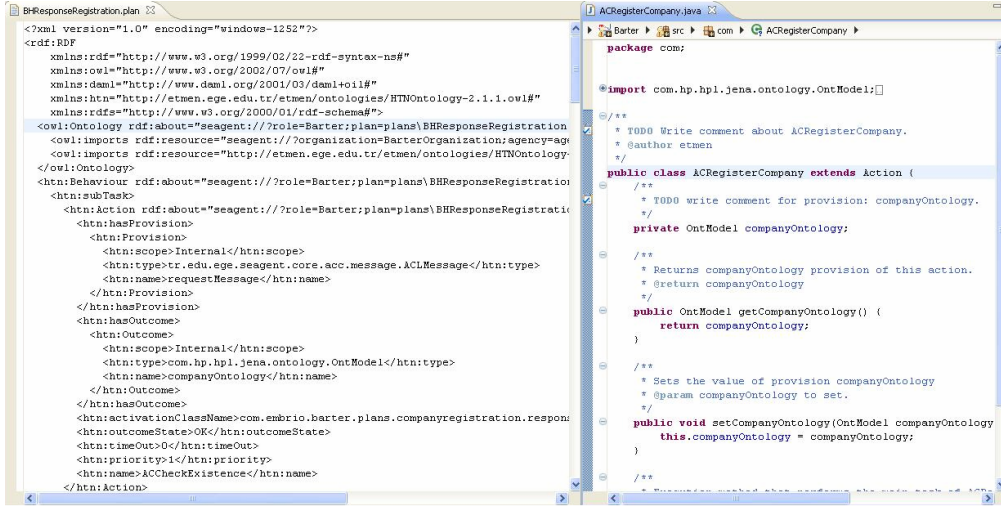 BHResponseRegistration.plan
<?xml version="1.0" encoding="windows-1252"?>
<rdf:RDF
xmlns:rdf="http://www.w3.org/1999/02/22-rdf-syntax-ns#"
xmlns:owl="http://www.w3.org/2002/07/owl#"
xmlns:daml="http://www.daml.org/2001/03/daml+oil#"
xmlns:htn="http://etmen.ege.edu.tr/etmen/ontologies/HTNOntology-2.1.1.owl#"
xmlns:rdfs="http://www.w3.org/2000/01/rdf-schema#">
<owl:Ontology rdf:about="seagent://?role=Barter;plan=plans\BHResponseRegistration
<owl:imports rdf:resource="seagent://?organization=BarterOrganization;agency=age
<owl:imports rdf:resource="http://etmen.ege.edu.tr/etmen/ontologies/HTNOntology-
</owl:Ontology>
<htn:Behaviour rdf:about="seagent://?role=Barter;plan=plans\BHResponseRegistration
<htn:subTask>
<htn:Action rdf:about="seagent://?role=Barter;plan=plans\BHResponseRegistratio
<htn:hasProvision>
<htn:Provision>
<htn:scope>Internal</htn:scope>
<htn:type>tr.edu.ege.seagent.core.acc.message.ACLMessage</htn:type>
<htn:name>requestMessage</htn:name>
</htn:Provision>
</htn:hasProvision>
<htn:hasOutcome>
<htn:Outcome>
<htn:scope>Internal</htn:scope>
<htn:type>com.hp.hpl.jena.ontology.OntModel</htn:type>
<htn:name>companyOntology</htn:name>
</htn:Outcome>
</htn:hasOutcome>
<htn:activationClassName>com.embrio.barter.plans.companyregistration.respon
<htn:outcomeState>OK</htn:outcomeState>
<htn:timeOut>0</htn:timeOut>
<htn:priority>1</htn:priority>
<htn:name>ACCheckExistence</htn:name>
</htn:Action>
ACRegisterCompany.java
Barter src com ACRegisterCompany
package com;
import com.hp.hpl.jena.ontology.OntModel;
/**
* TODO Write comment about ACRegisterCompany.
* @author etmen
*/
public class ACRegisterCompany extends Action {
/**
* TODO write comment for provision: companyOntology.
*/
private OntModel companyOntology;
/**
* Returns companyOntology provision of this action.
* @return companyOntology
*/
public OntModel getCompanyOntology() {
return companyOntology;
}
/**
* Sets the value of provision companyOntology
* @param companyOntology to set.
*/
public void setCompanyOntology(OntModel companyOntology
this.companyOntology = companyOntology;
}
/**